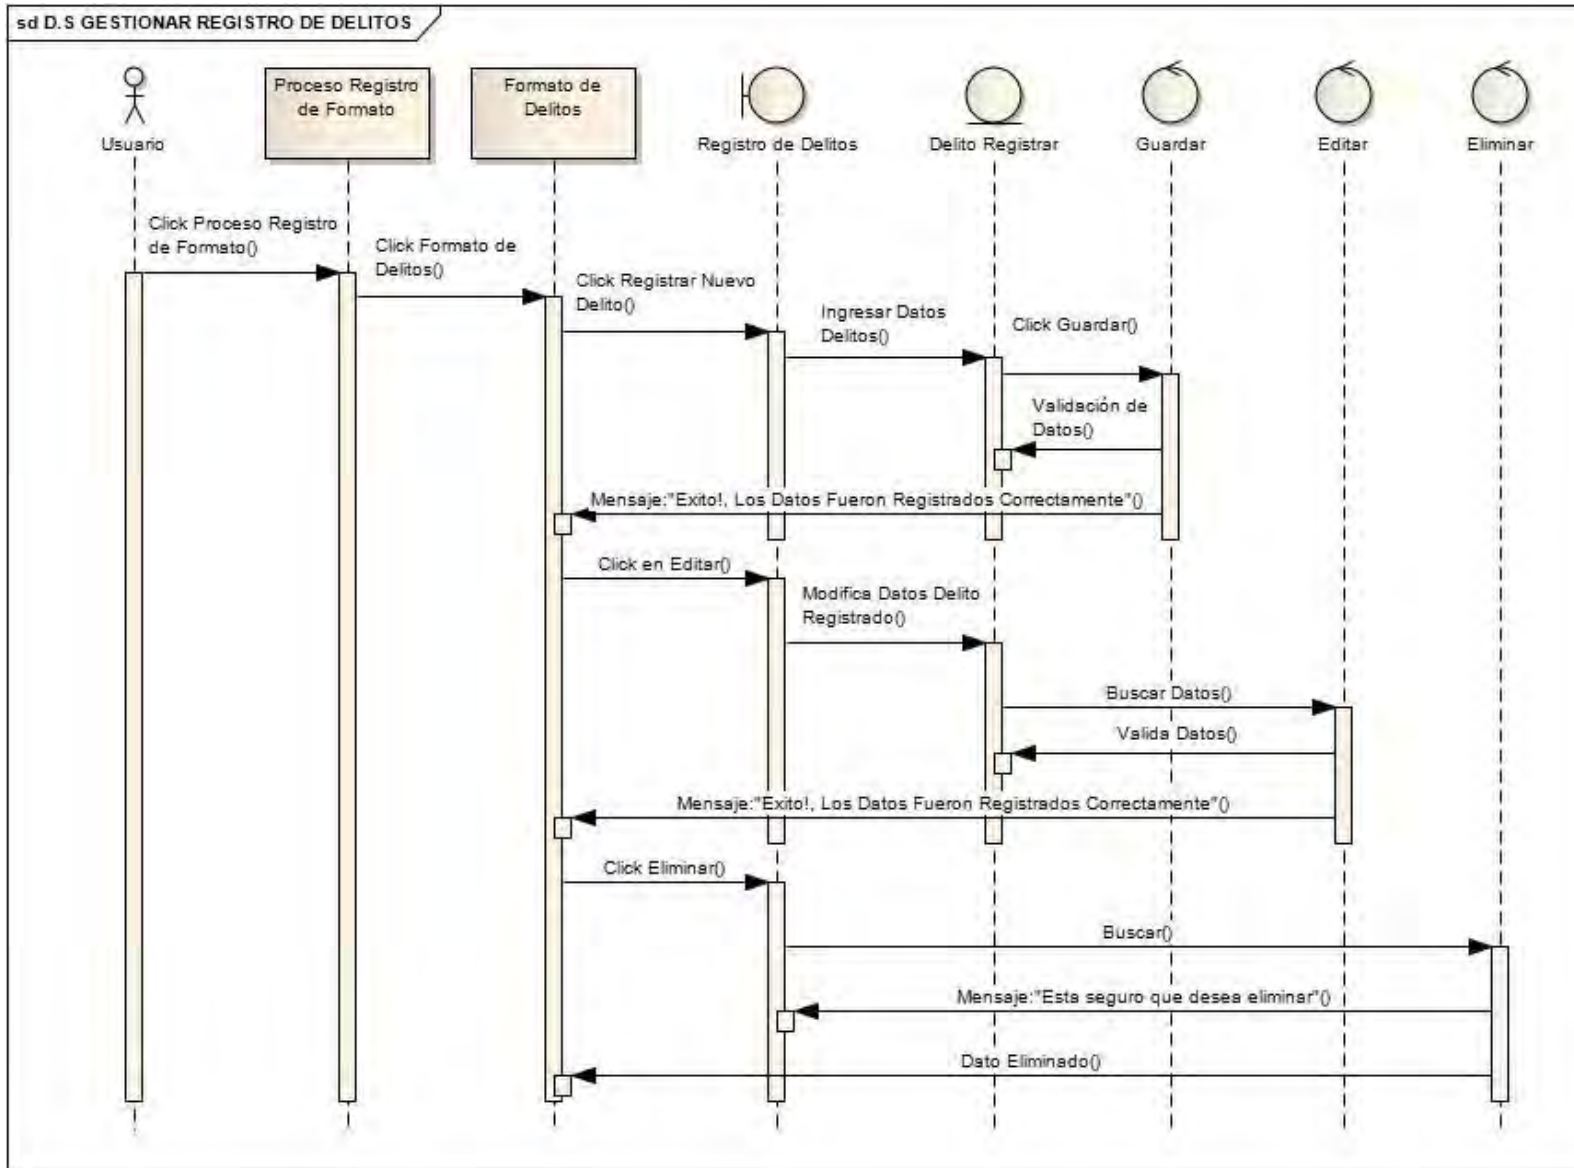 sd D.S GESTIONAR REGISTRO DE DELITOS
Usuario
Proceso Registro
de Formato
Formato de
Delitos
Registro de Delitos
Delito Registrar
Guardar
Editar
Eliminar
Click Proceso Registro
de Formato()
Click Formato de
Delitos()
Click Registrar Nuevo
Delito()
Ingresar Datos
Delitos()
Click Guardar()
Validación de
Datos()
Mensaje:"Exito!, Los Datos Fueron Registrados Correctamente"()
Click en Editar()
Modifica Datos Delito
Registrado()
Buscar Datos()
Valida Datos()
Mensaje:"Exito!, Los Datos Fueron Registrados Correctamente"()
Click Eliminar()
Buscar()
Mensaje:"Esta seguro que desea eliminar"()
Dato Eliminado()